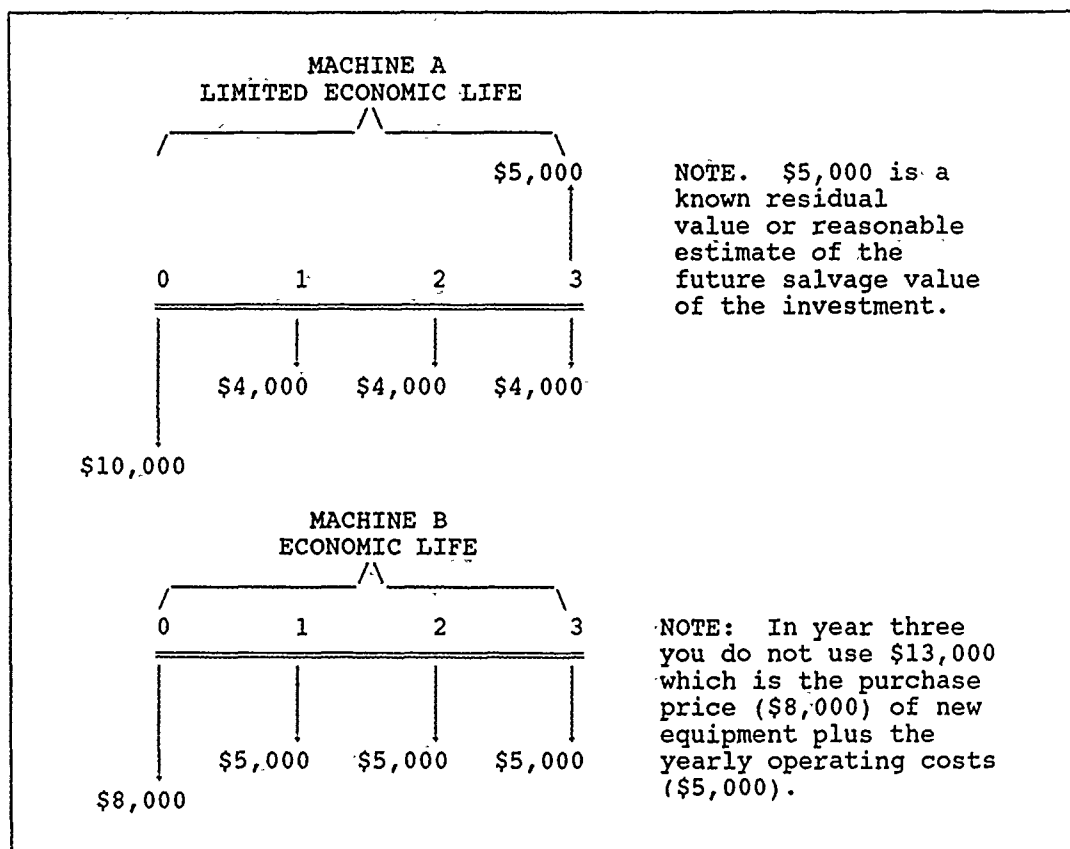 MACHINE A
LIMITED ECONOMIC LIFE
$5,000
NOTE. $5,000 is a
known residual
value or reasonable
estimate of the
future salvage value
of the investment.
0 1 2 3
$4,000 $4,000 $4,000
$10,000
MACHINE B
ECONOMIC LIFE
0 1 2 3
NOTE: In year three
you do not use $13,000
which is the purchase
price ($8,000) of new
equipment plus the
yearly operating costs
($5,000).
$5,000 $5,000 $5,000
$8,000